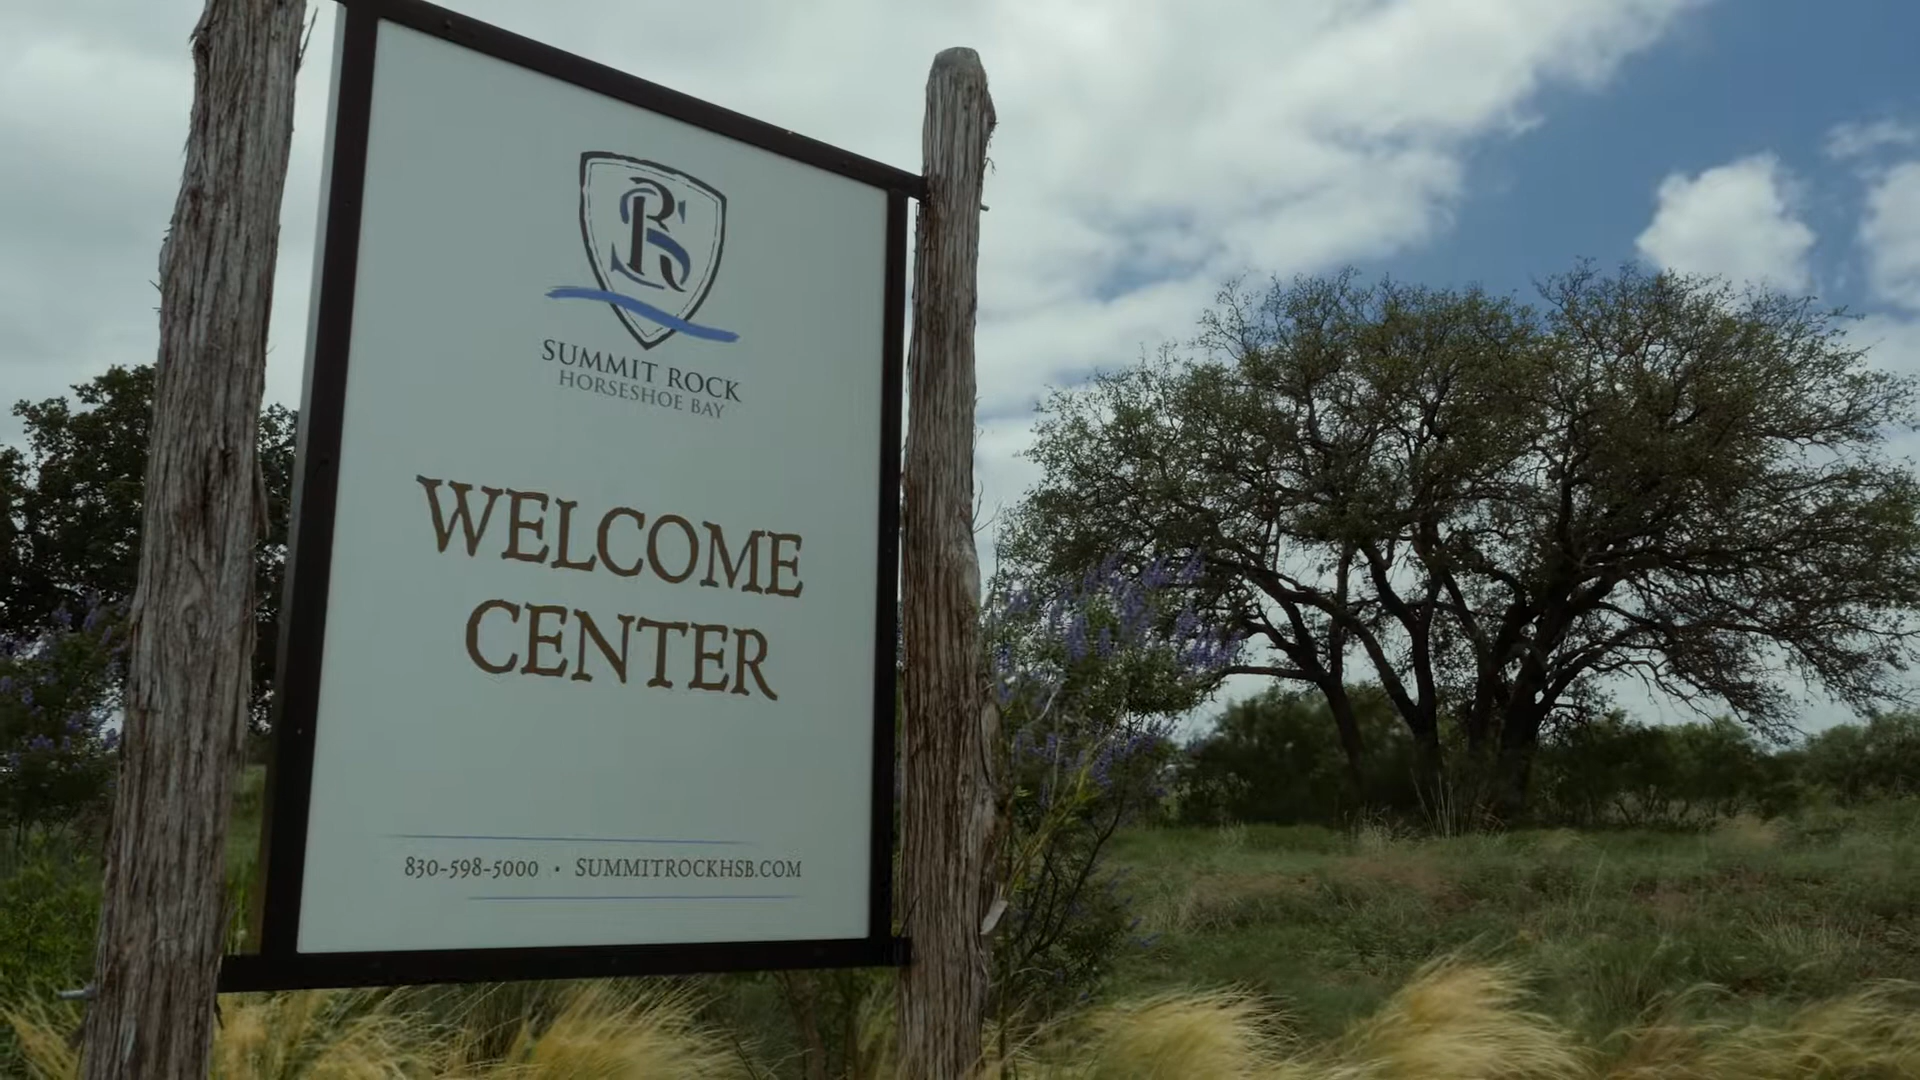 RS
SUMMIT ROCK
HORSESHOE BAY
WELCOME
CENTER
830-598-5000 • SUMMITROCKHSB.COM